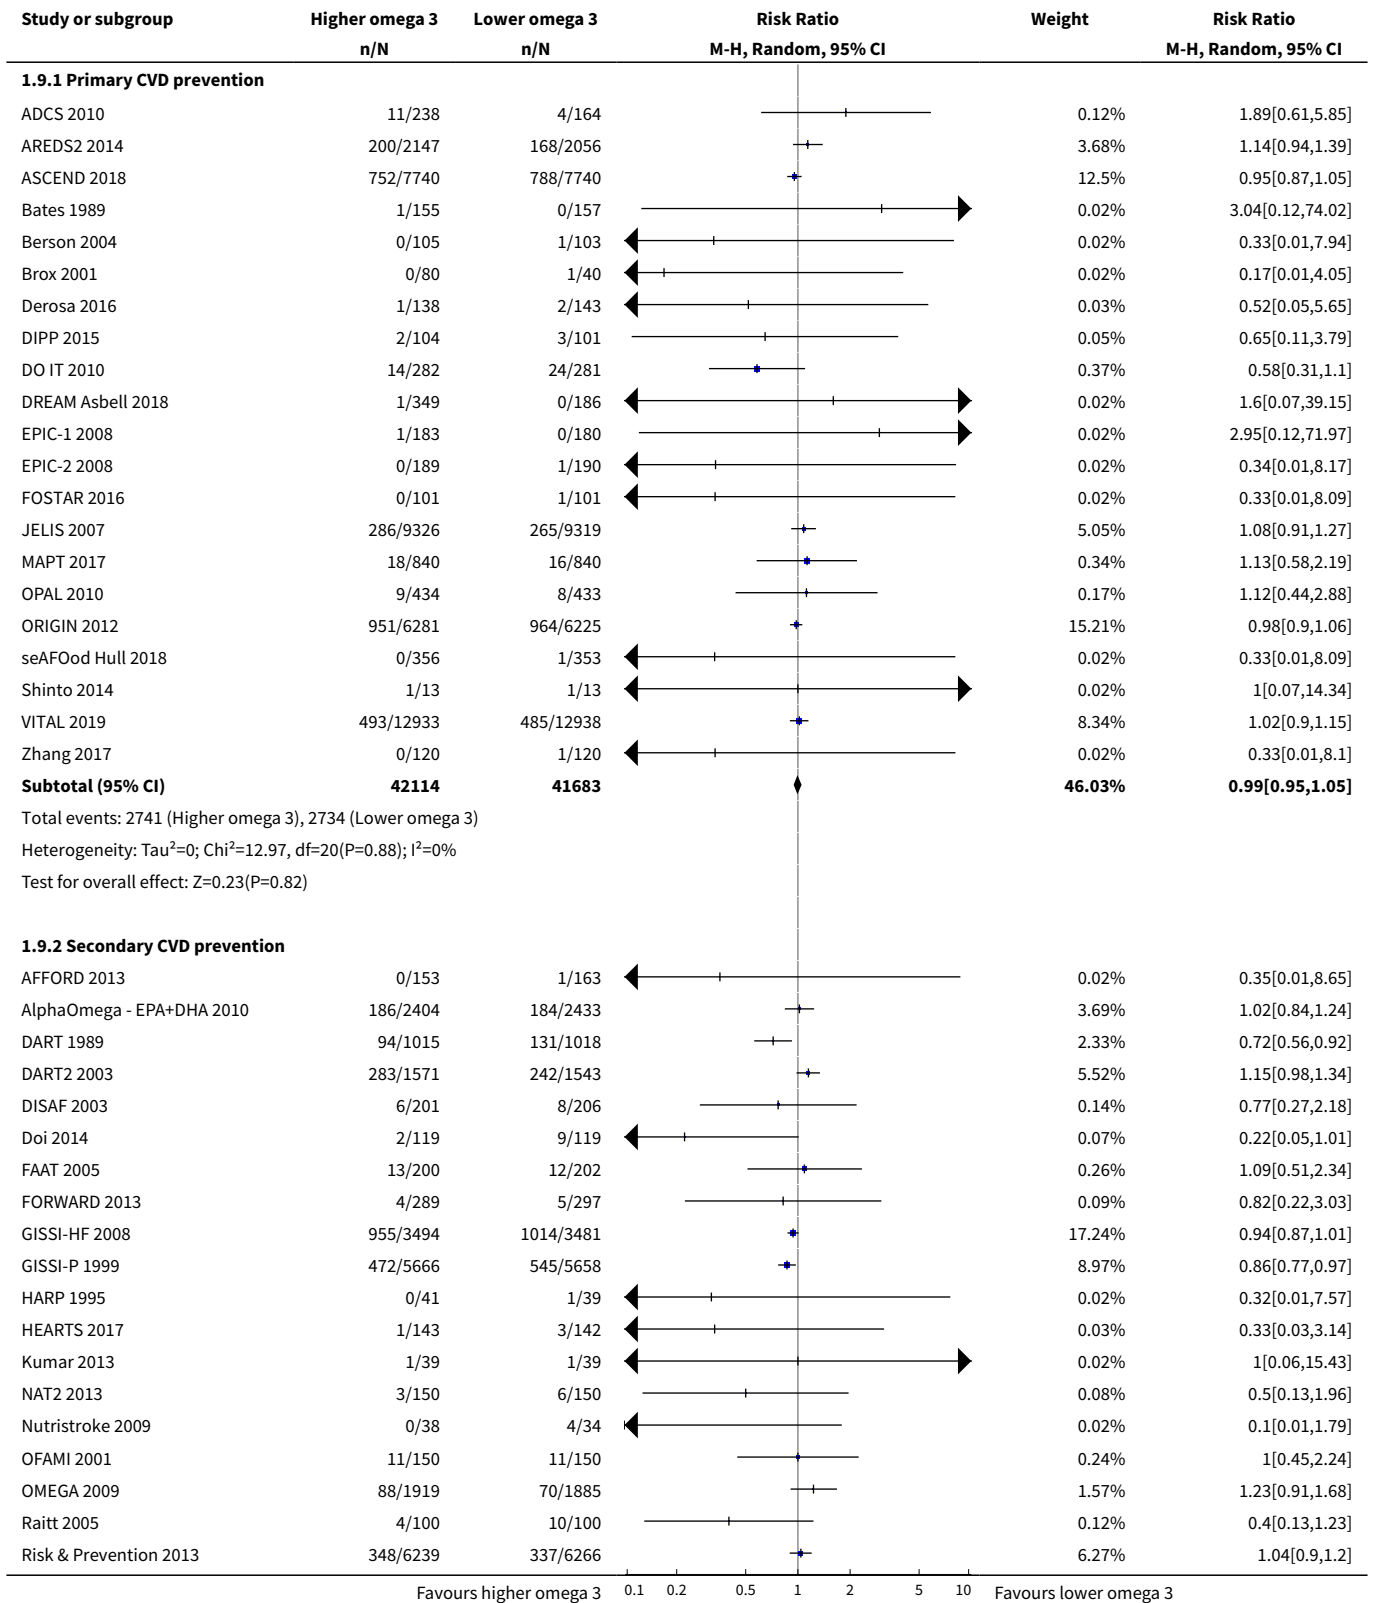 Study or subgroup Higher omega 3 Lower omega 3 Risk Ratio Weight Risk Ratio
n/N n/N M-H, Random, 95% CI M-H, Random, 95% CI
1.9.1 Primary CVD prevention
ADCS 2010 11/238 4/164 0.12% 1.89[0.61,5.85]
AREDS2 2014 200/2147 168/2056 3.68% 1.14[0.94,1.39]
ASCEND 2018 752/7740 788/7740 12.5% 0.95[0.87,1.05]
Bates 1989 1/155 0/157 0.02% 3.04[0.12,74.02]
Berson 2004 0/105 1/103 0.02% 0.33[0.01,7.94]
Brox 2001 0/80 1/40 0.02% 0.17[0.01,4.05]
Derosa 2016 1/138 2/143 0.03% 0.52[0.05,5.65]
DIPP 2015 2/104 3/101 0.05% 0.65[0.11,3.79]
DO IT 2010 14/282 24/281 0.37% 0.58[0.31,1.1]
DREAM Asbell 2018 1/349 0/186 0.02% 1.6[0.07,39.15]
EPIC-1 2008 1/183 0/180 0.02% 2.95[0.12,71.97]
EPIC-2 2008 0/189 1/190 0.02% 0.34[0.01,8.17]
FOSTAR 2016 0/101 1/101 0.02% 0.33[0.01,8.09]
JELIS 2007 286/9326 265/9319 5.05% 1.08[0.91,1.27]
MAPT 2017 18/840 16/840 0.34% 1.13[0.58,2.19]
OPAL 2010 9/434 8/433 0.17% 1.12[0.44,2.88]
ORIGIN 2012 951/6281 964/6225 15.21% 0.98[0.9,1.06]
seAFOod Hull 2018 0/356 1/353 0.02% 0.33[0.01,8.09]
Shinto 2014 1/13 1/13 0.02% 1[0.07,14.34]
VITAL 2019 493/12933 485/12938 8.34% 1.02[0.9,1.15]
Zhang 2017 0/120 1/120 0.02% 0.33[0.01,8.1]
Subtotal (95% CI) 42114 41683 46.03% 0.99[0.95,1.05]
Total events: 2741 (Higher omega 3), 2734 (Lower omega 3)
Heterogeneity: Tau²=0; Chi²=12.97, df=20(P=0.88); I²=0%
Test for overall effect: Z=0.23(P=0.82)
1.9.2 Secondary CVD prevention
AFFORD 2013 0/153 1/163 0.02% 0.35[0.01,8.65]
AlphaOmega - EPA+DHA 2010 186/2404 184/2433 3.69% 1.02[0.84,1.24]
DART 1989 94/1015 131/1018 2.33% 0.72[0.56,0.92]
DART2 2003 283/1571 242/1543 5.52% 1.15[0.98,1.34]
DISAF 2003 6/201 8/206 0.14% 0.77[0.27,2.18]
Doi 2014 2/119 9/119 0.07% 0.22[0.05,1.01]
FAAT 2005 13/200 12/202 0.26% 1.09[0.51,2.34]
FORWARD 2013 4/289 5/297 0.09% 0.82[0.22,3.03]
GISSI-HF 2008 955/3494 1014/3481 17.24% 0.94[0.87,1.01]
GISSI-P 1999 472/5666 545/5658 8.97% 0.86[0.77,0.97]
HARP 1995 0/41 1/39 0.02% 0.32[0.01,7.57]
HEARTS 2017 1/143 3/142 0.03% 0.33[0.03,3.14]
Kumar 2013 1/39 1/39 0.02% 1[0.06,15.43]
NAT2 2013 3/150 6/150 0.08% 0.5[0.13,1.96]
Nutristroke 2009 0/38 4/34 0.02% 0.1[0.01,1.79]
OFAMI 2001 11/150 11/150 0.24% 1[0.45,2.24]
OMEGA 2009 88/1919 70/1885 1.57% 1.23[0.91,1.68]
Raitt 2005 4/100 10/100 0.12% 0.4[0.13,1.23]
Risk & Prevention 2013 348/6239 337/6266 6.27% 1.04[0.9,1.2]
Favours higher omega 3 0.1 0.2 0.5 1 2 5 10 Favours lower omega 3